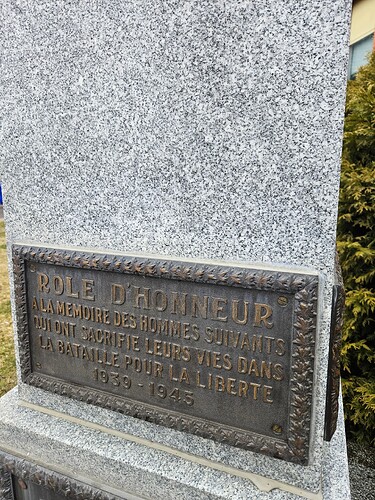 ROLE D'HONNEUR
A LA MEMOIRE DES HOMMES SUIVANTS
QUI ONT SACRIFIE LEURS VIES DANS
LA BATAILLE POUR LA LIBERTE
1939 - 1945